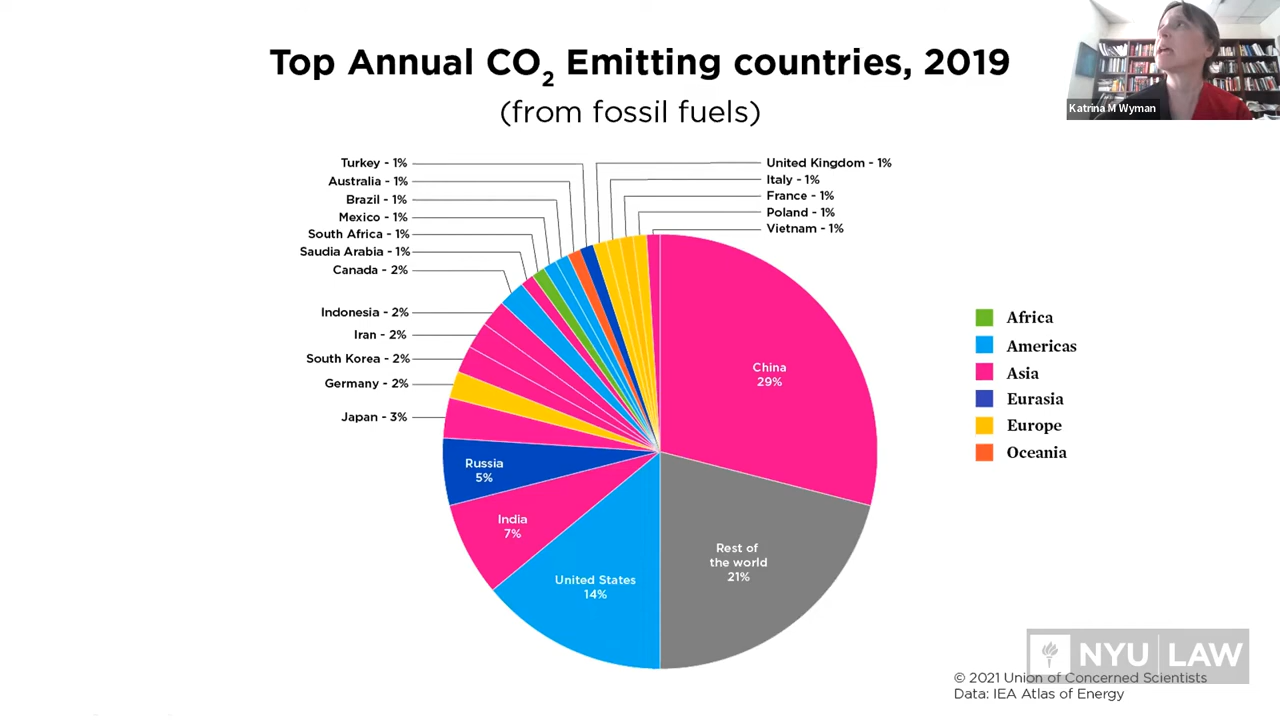 Top Annual CO₂ Emitting countries, 2019
(from fossil fuels)
Katrina M Wyman
Turkey - 1%
Australia - 1%
Brazil - 1%
Mexico - 1%
South Africa - 1%
Saudia Arabia - 1%
Canada - 2%
Indonesia - 2%
Iran - 2%
South Korea - 2%
Germany - 2%
Japan - 3%
United Kingdom - 1%
Italy - 1%
France - 1%
Poland - 1%
Vietnam - 1%
China
29%
Russia
5%
India
7%
United States
14%
Rest of
the world
21%
Africa
Americas
Asia
Eurasia
Europe
Oceania
NYU LAW
© 2021 Union of Concerned Scientists
Data: IEA Atlas of Energy